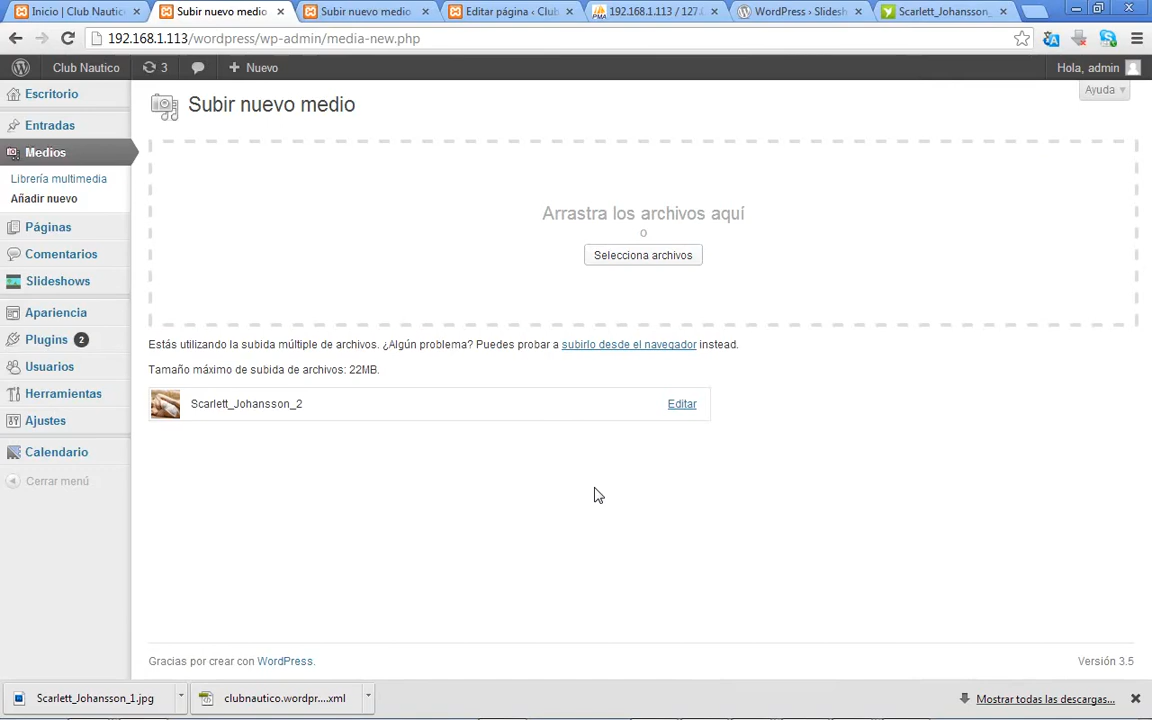 Inicio | Club Nautic
Subir nuevo medio
Subir nuevo medio
Editar página ‹ Club
192.168.1.113 / 127.
WordPress › Slidesh
Scarlett_Johansson_
192.168.1.113/wordpress/wp-admin/media-new.php
Club Nautico
3
Nuevo
Hola, admin
Escritorio
Entradas
Medios
Librería multimedia
Añadir nuevo
Páginas
Comentarios
Slideshows
Apariencia
Plugins 2
Usuarios
Herramientas
Ajustes
Calendario
Cerrar menú
Ayuda
Subir nuevo medio
Arrastra los archivos aquí
o
Selecciona archivos
Estás utilizando la subida múltiple de archivos. ¿Algún problema? Puedes probar a subirlo desde el navegador instead.
Tamaño máximo de subida de archivos: 22MB.
Scarlett_Johansson_2 Editar
Gracias por crear con WordPress.
Versión 3.5
Scarlett_Johansson_1.jpg
clubnautico.wordpr....xml
Mostrar todas las descargas...